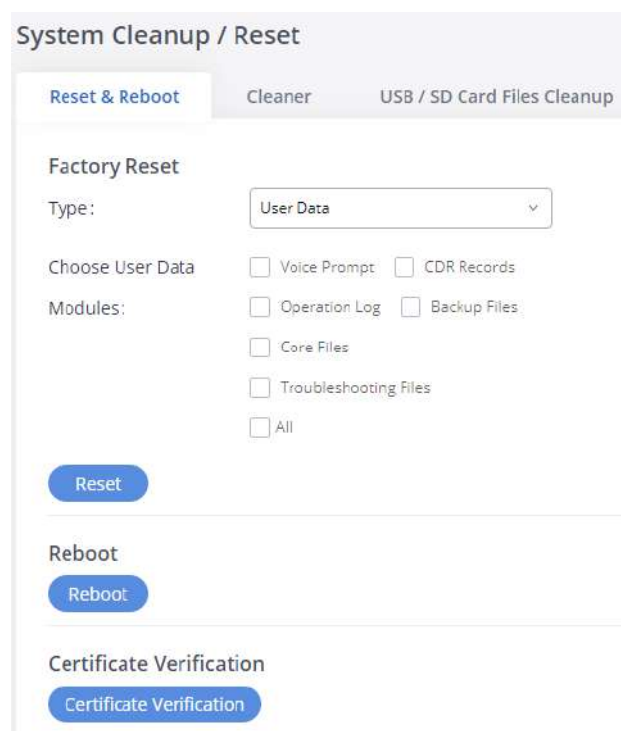 System Cleanup / Reset
Reset & Reboot Cleaner USB / SD Card Files Cleanup
Factory Reset
Type: User Data
Choose User Data Voice Prompt CDR Records
Modules: Operation Log Backup Files
Core Files
Troubleshooting Files
All
Reset
Reboot
Reboot
Certificate Verification
Certificate Verification